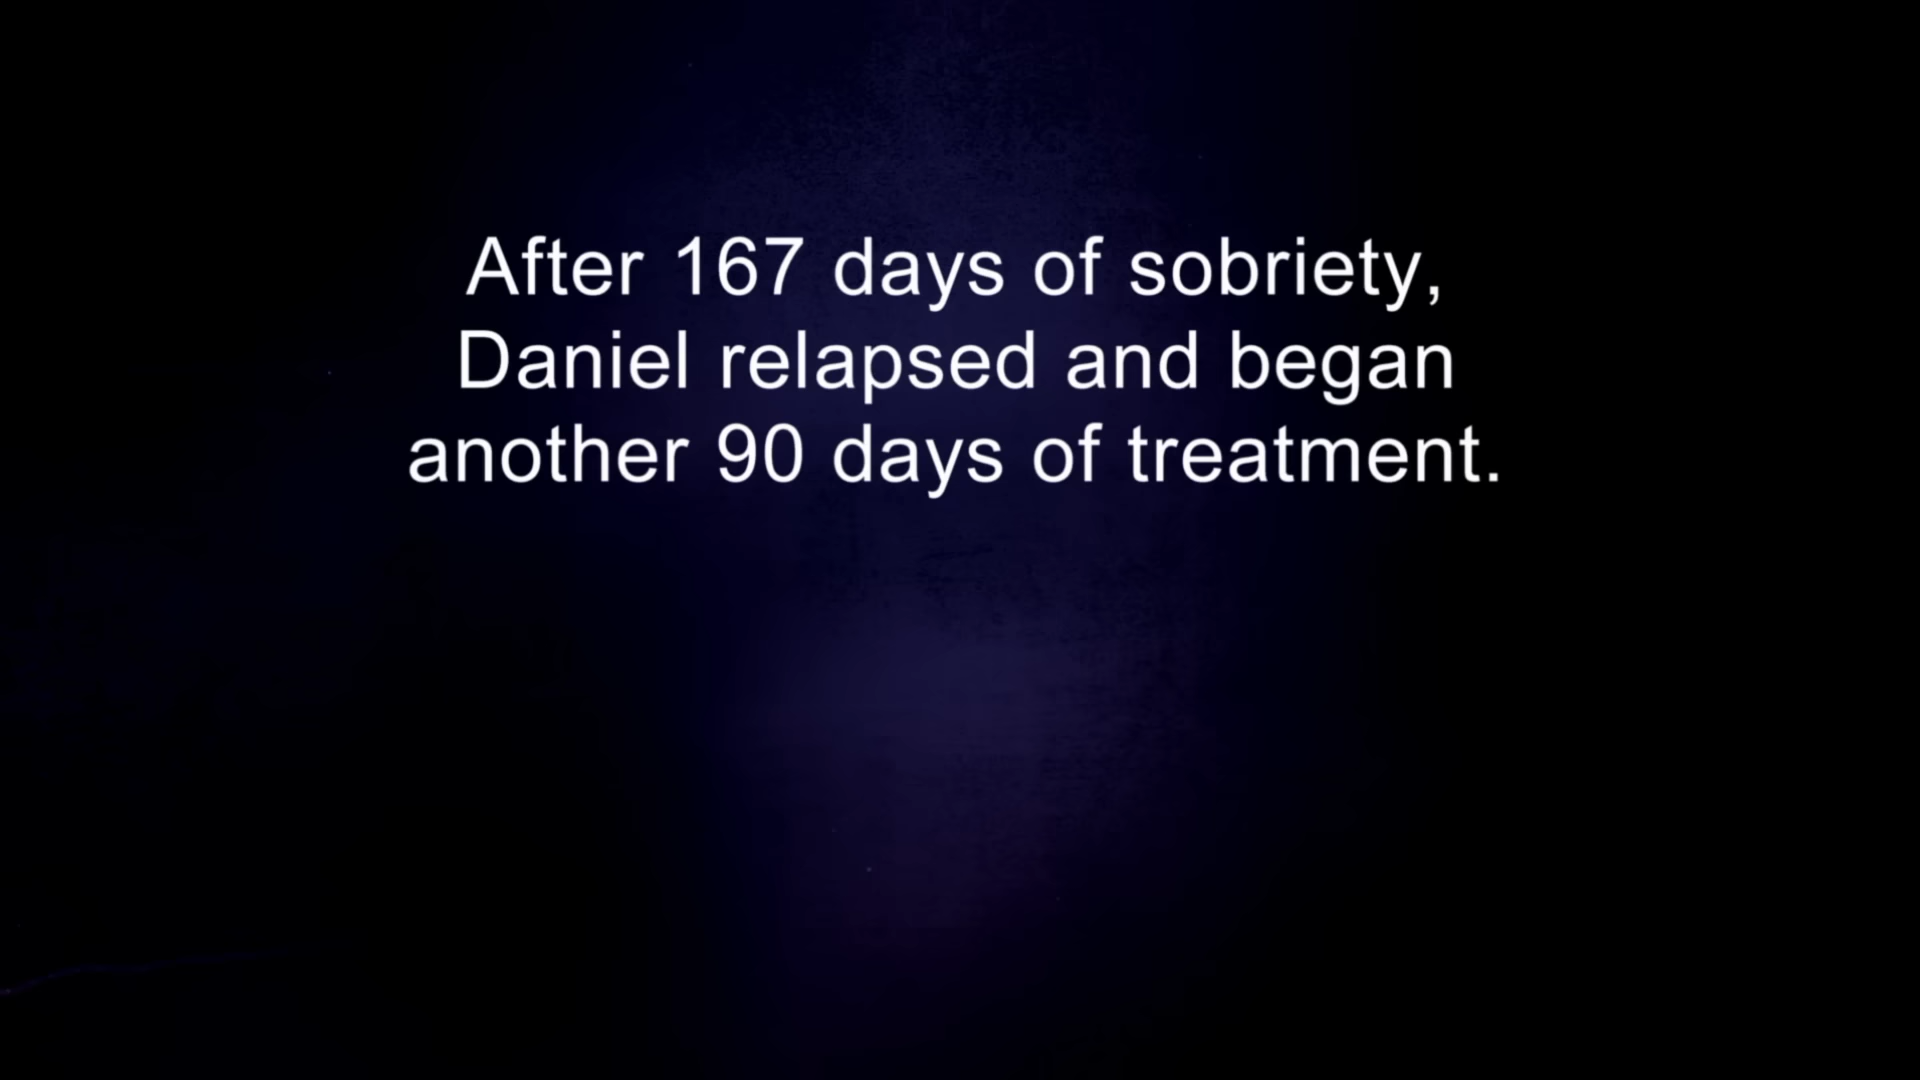 After 167 days of sobriety,
Daniel relapsed and began
another 90 days of treatment.